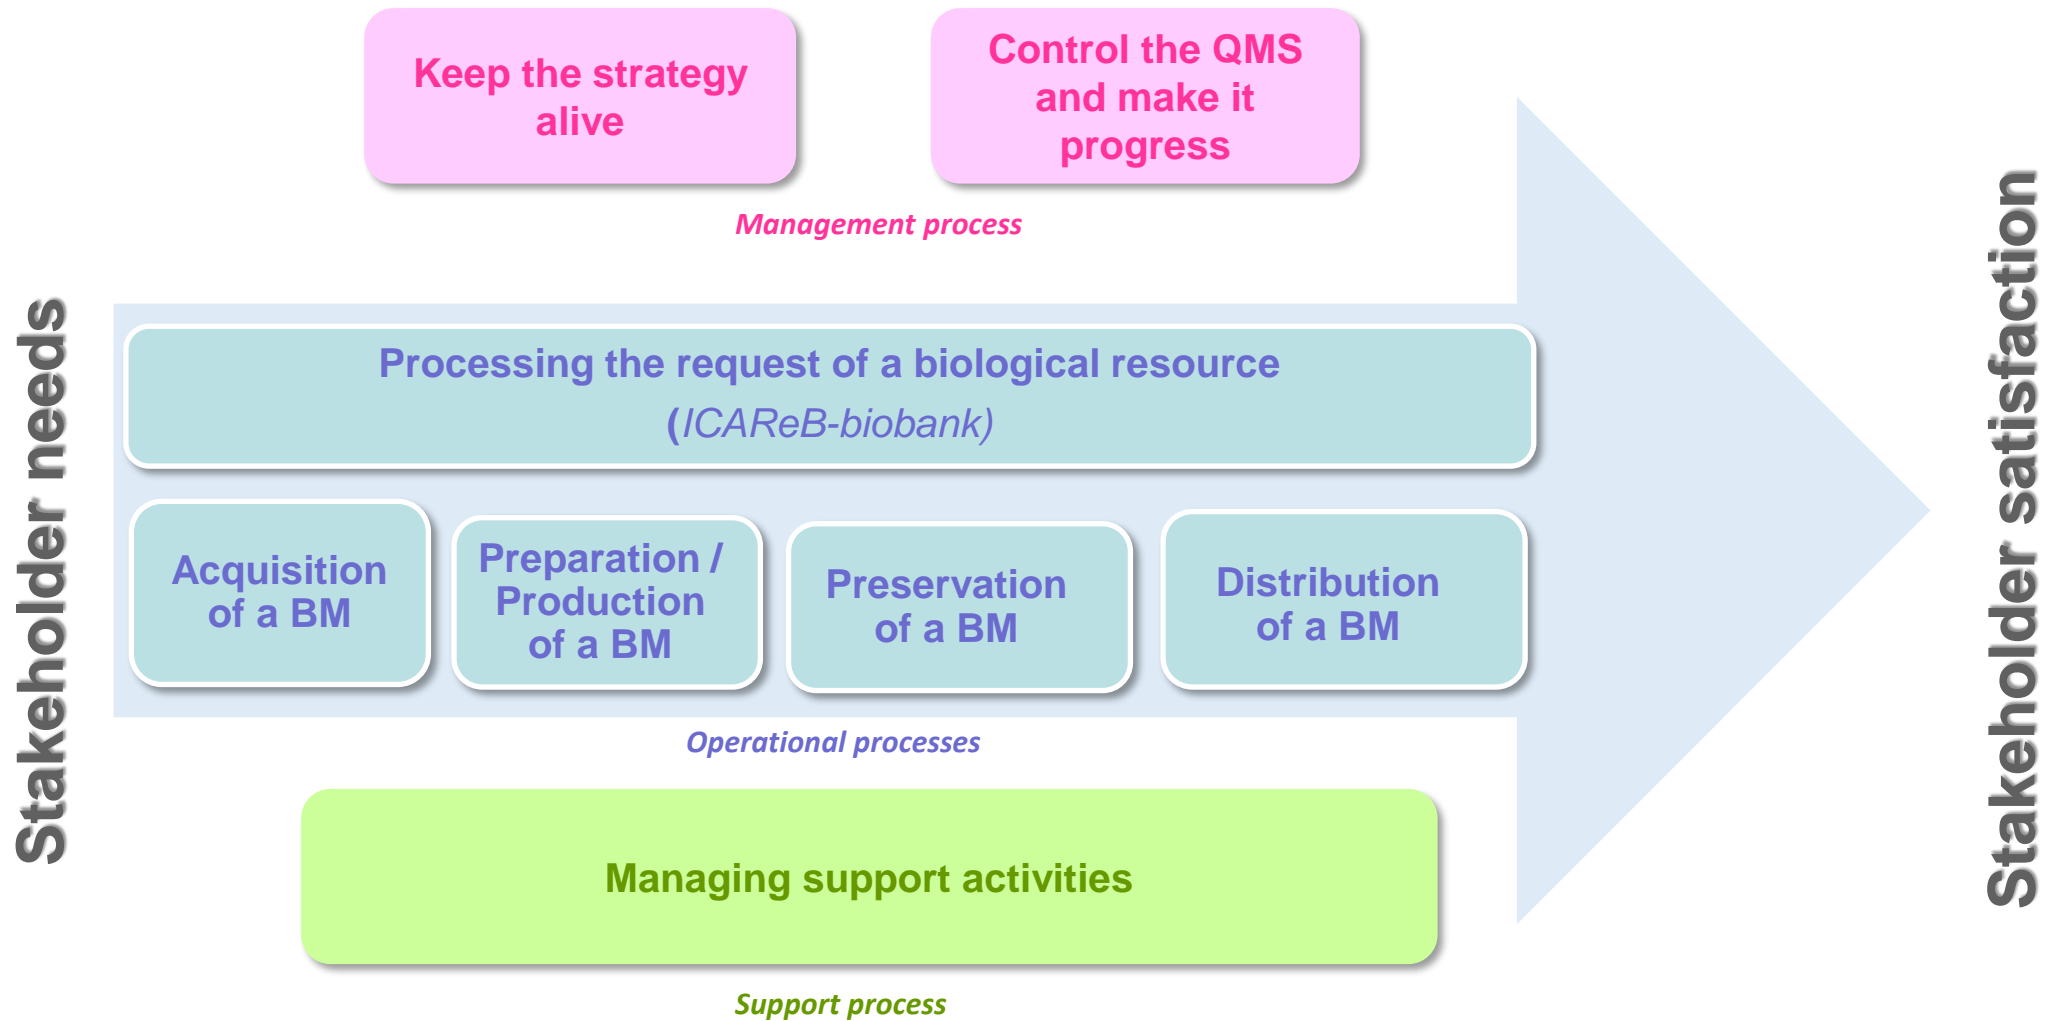 Keep the strategy
alive
Control the QMS
and make it
progress
Management process
Stakeholder needs
Processing the request of a biological resource
(ICAReB-biobank)
Acquisition
of a BM
Preparation /
Production
of a BM
Preservation
of a BM
Distribution
of a BM
Operational processes
Managing support activities
Support process
Stakeholder satisfaction